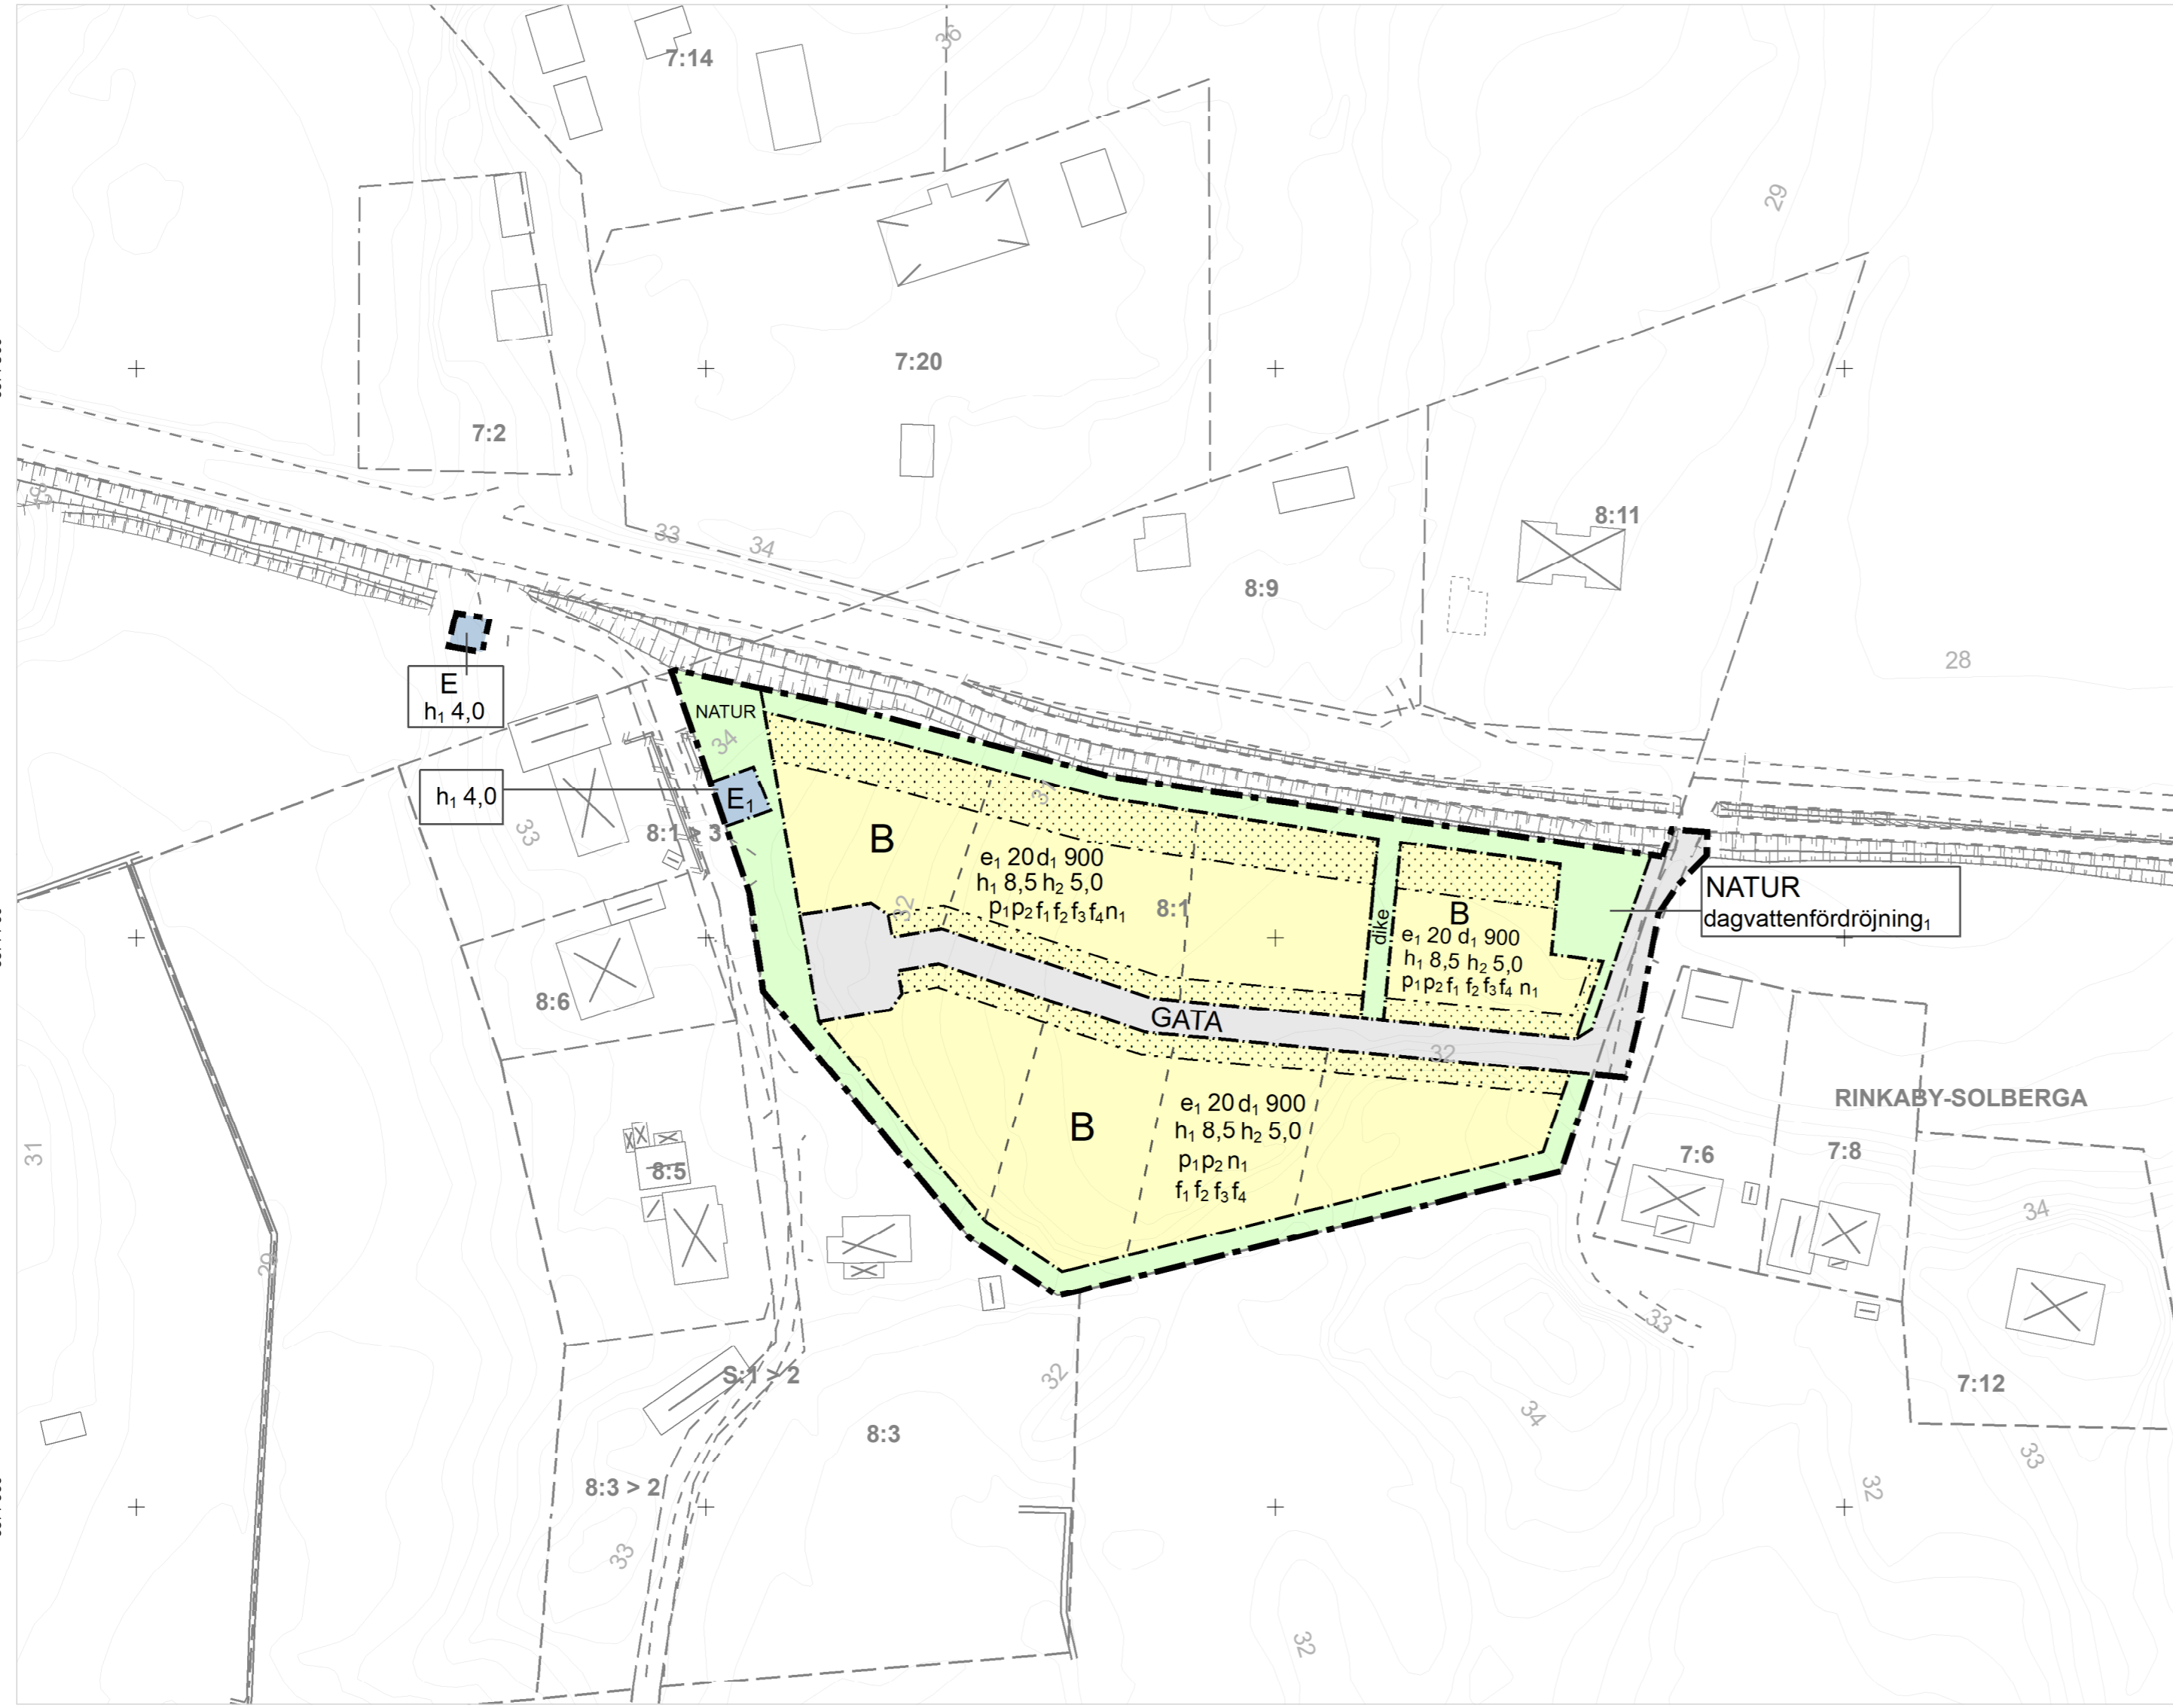 36
7:14
29
7:20
7:2
33
34
8:11
8:9
28
E
h₁ 4,0
NATUR
34
h₁ 4,0
E₁
31
33
8:1 > 3
B
e₁ 20 d₁ 900
h₁ 8,5 h₂ 5,0
p₁ p₂ f₁ f₂ f₃ f₄ n₁
32
8:1
dike
B
e₁ 20 d₁ 900
h₁ 8,5 h₂ 5,0
p₁ p₂ f₁ f₂ f₃ f₄ n₁
NATUR
dagvattenfördröjning₁
8:6
GATA
32
RINKABY-SOLBERGA
B
e₁ 20 d₁ 900
h₁ 8,5 h₂ 5,0
p₁ p₂ n₁
f₁ f₂ f₃ f₄
31
8:5
7:6
7:8
34
29
33
S:1 > 2
32
7:12
34
8:3
33
8:3 > 2
32
33
32